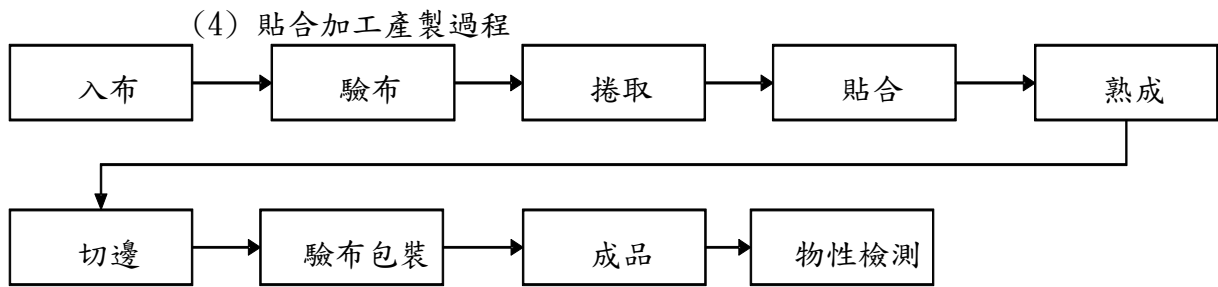 (4) 貼合加工產製過程
入布
驗布
捲取
貼合
熟成
切邊
驗布包裝
成品
物性檢測